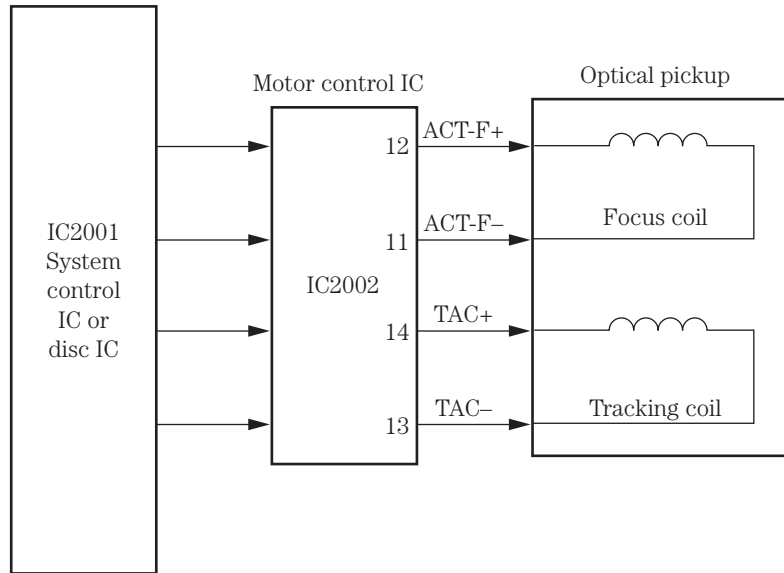 IC2001
System
control
IC or
disc IC
Motor control IC
IC2002
12
11
14
13
ACT-F+
ACT-F–
TAC+
TAC–
Optical pickup
Focus coil
Tracking coil